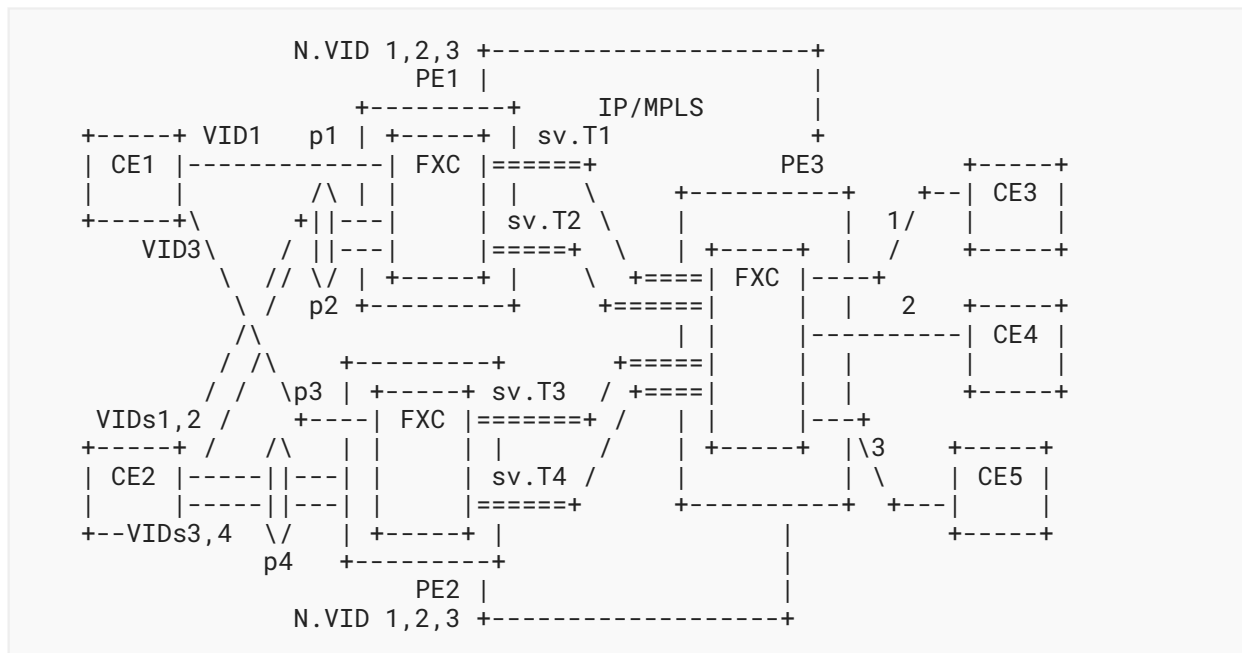 N.VID 1,2,3 +---------------------+
PE1 |                     |
+---------+     IP/MPLS       |
+-----+ VID1   p1 | +-----+ | sv.T1             +
| CE1 |-------------| FXC |======+            PE3         +-----+
|     |        /\ | |     | |     \     +----------+    +--| CE3 |
+-----+\      +||---|     | sv.T2  \    |          |  1/   |     |
VID3\    /  ||---|     |=====+  \   | +-----+  |  /    +-----+
\  //  \/ | +-----+ |    \  +====| FXC |----+
\ /  p2 +---------+     +======|     |  |   2   +-----+
/\                           | |     |----------| CE4 |
/ /\    +---------+       +=====|     |  |       |     |
/ /  \p3 | +-----+ sv.T3  / +====|     |  |       +-----+
VIDs1,2 /    +----| FXC |=======+ /   | |     |---+
+-----+ /   /\   | |     | |      /    | +-----+  |\3    +-----+
| CE2 |-----||---| |     | sv.T4 /     |          | \    | CE5 |
|     |-----||---| |     |======+      +----------+  +---|     |
+--VIDs3,4  \/   | +-----+ |                  |          +-----+
p4   +---------+                  |
PE2 |                   |
N.VID 1,2,3 +-------------------+